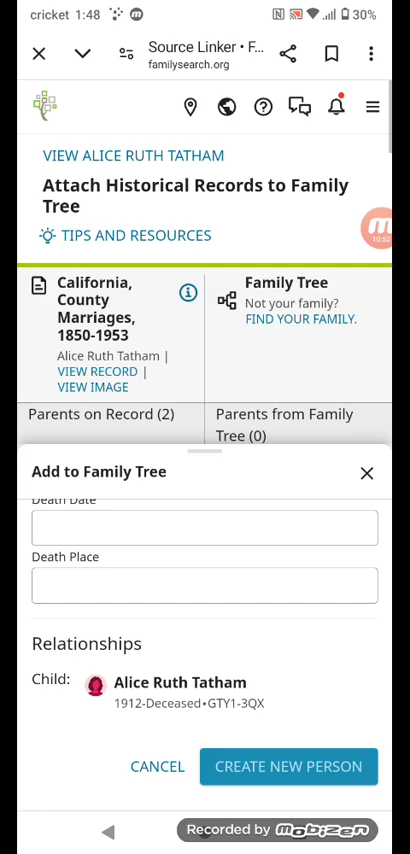 cricket 1:48
30%
Source Linker • F...
familysearch.org
VIEW ALICE RUTH TATHAM
Attach Historical Records to Family
Tree
TIPS AND RESOURCES
10:52
California,
County
Marriages,
1850-1953
Alice Ruth Tatham |
VIEW RECORD |
VIEW IMAGE
Family Tree
Not your family?
FIND YOUR FAMILY.
Parents on Record (2)
Parents from Family
Tree (0)
Add to Family Tree
Death Date
Death Place
Relationships
Child:
Alice Ruth Tatham
1912-Deceased•GTY1-3QX
CANCEL
CREATE NEW PERSON
Recorded by mobizen